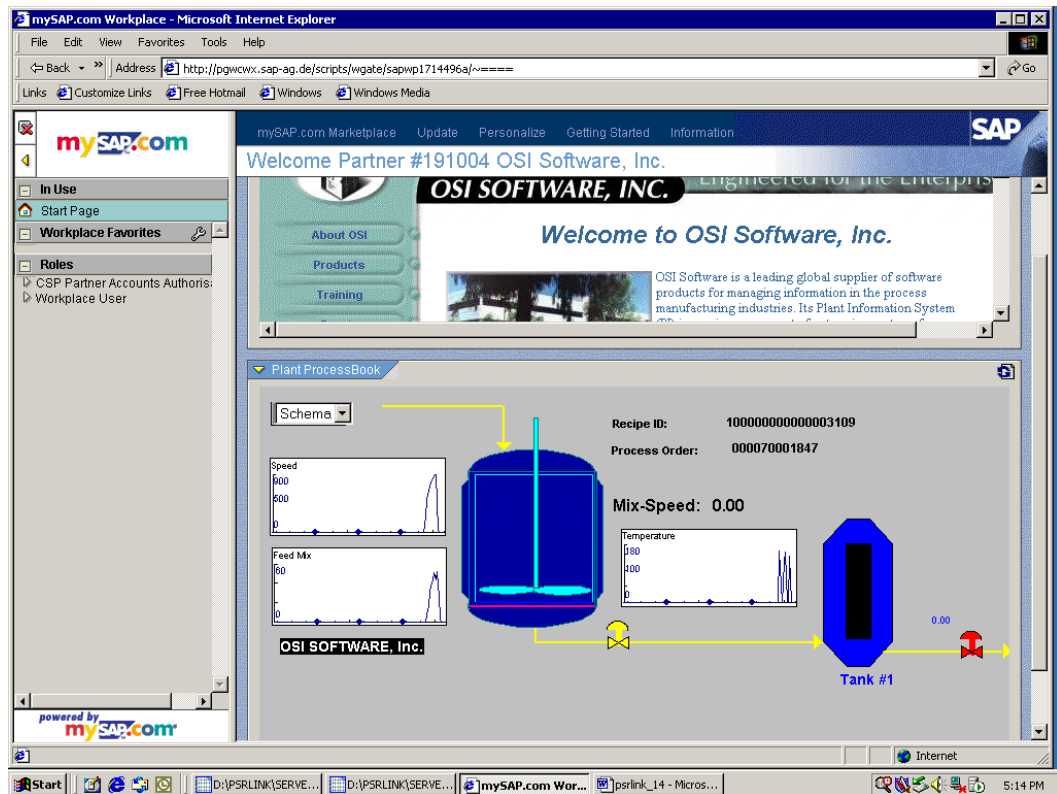 mySAP.com Workplace - Microsoft Internet Explorer
File Edit View Favorites Tools Help
Back » Address http://pgwcwx.sap-ag.de/scripts/wgate/sapwp1714496a/~==== Go
Links Customize Links Free Hotmail Windows Windows Media
mySAP.com
mySAP.com Marketplace Update Personalize Getting Started Information
SAP
Welcome Partner #191004 OSI Software, Inc.
In Use
Start Page
Workplace Favorites
Roles
CSP Partner Accounts Authoris
Workplace User
OSI SOFTWARE, INC.
Engineered for the Enterpris
About OSI
Products
Training
Welcome to OSI Software, Inc.
OSI Software is a leading global supplier of software
products for managing information in the process
manufacturing industries. Its Plant Information System
Plant ProcessBook
Schema
Recipe ID: 100000000000003109
Process Order: 000070001847
Speed
900
500
0
Mix-Speed: 0.00
Feed Mix
60
0
Temperature
180
100
0
OSI SOFTWARE, Inc.
0.00
Tank #1
powered by
mySAP.com
Internet
Start D:\PSRLINK\SERVE... D:\PSRLINK\SERVE... mySAP.com Wor... psrlink_14 - Micros... 5:14 PM